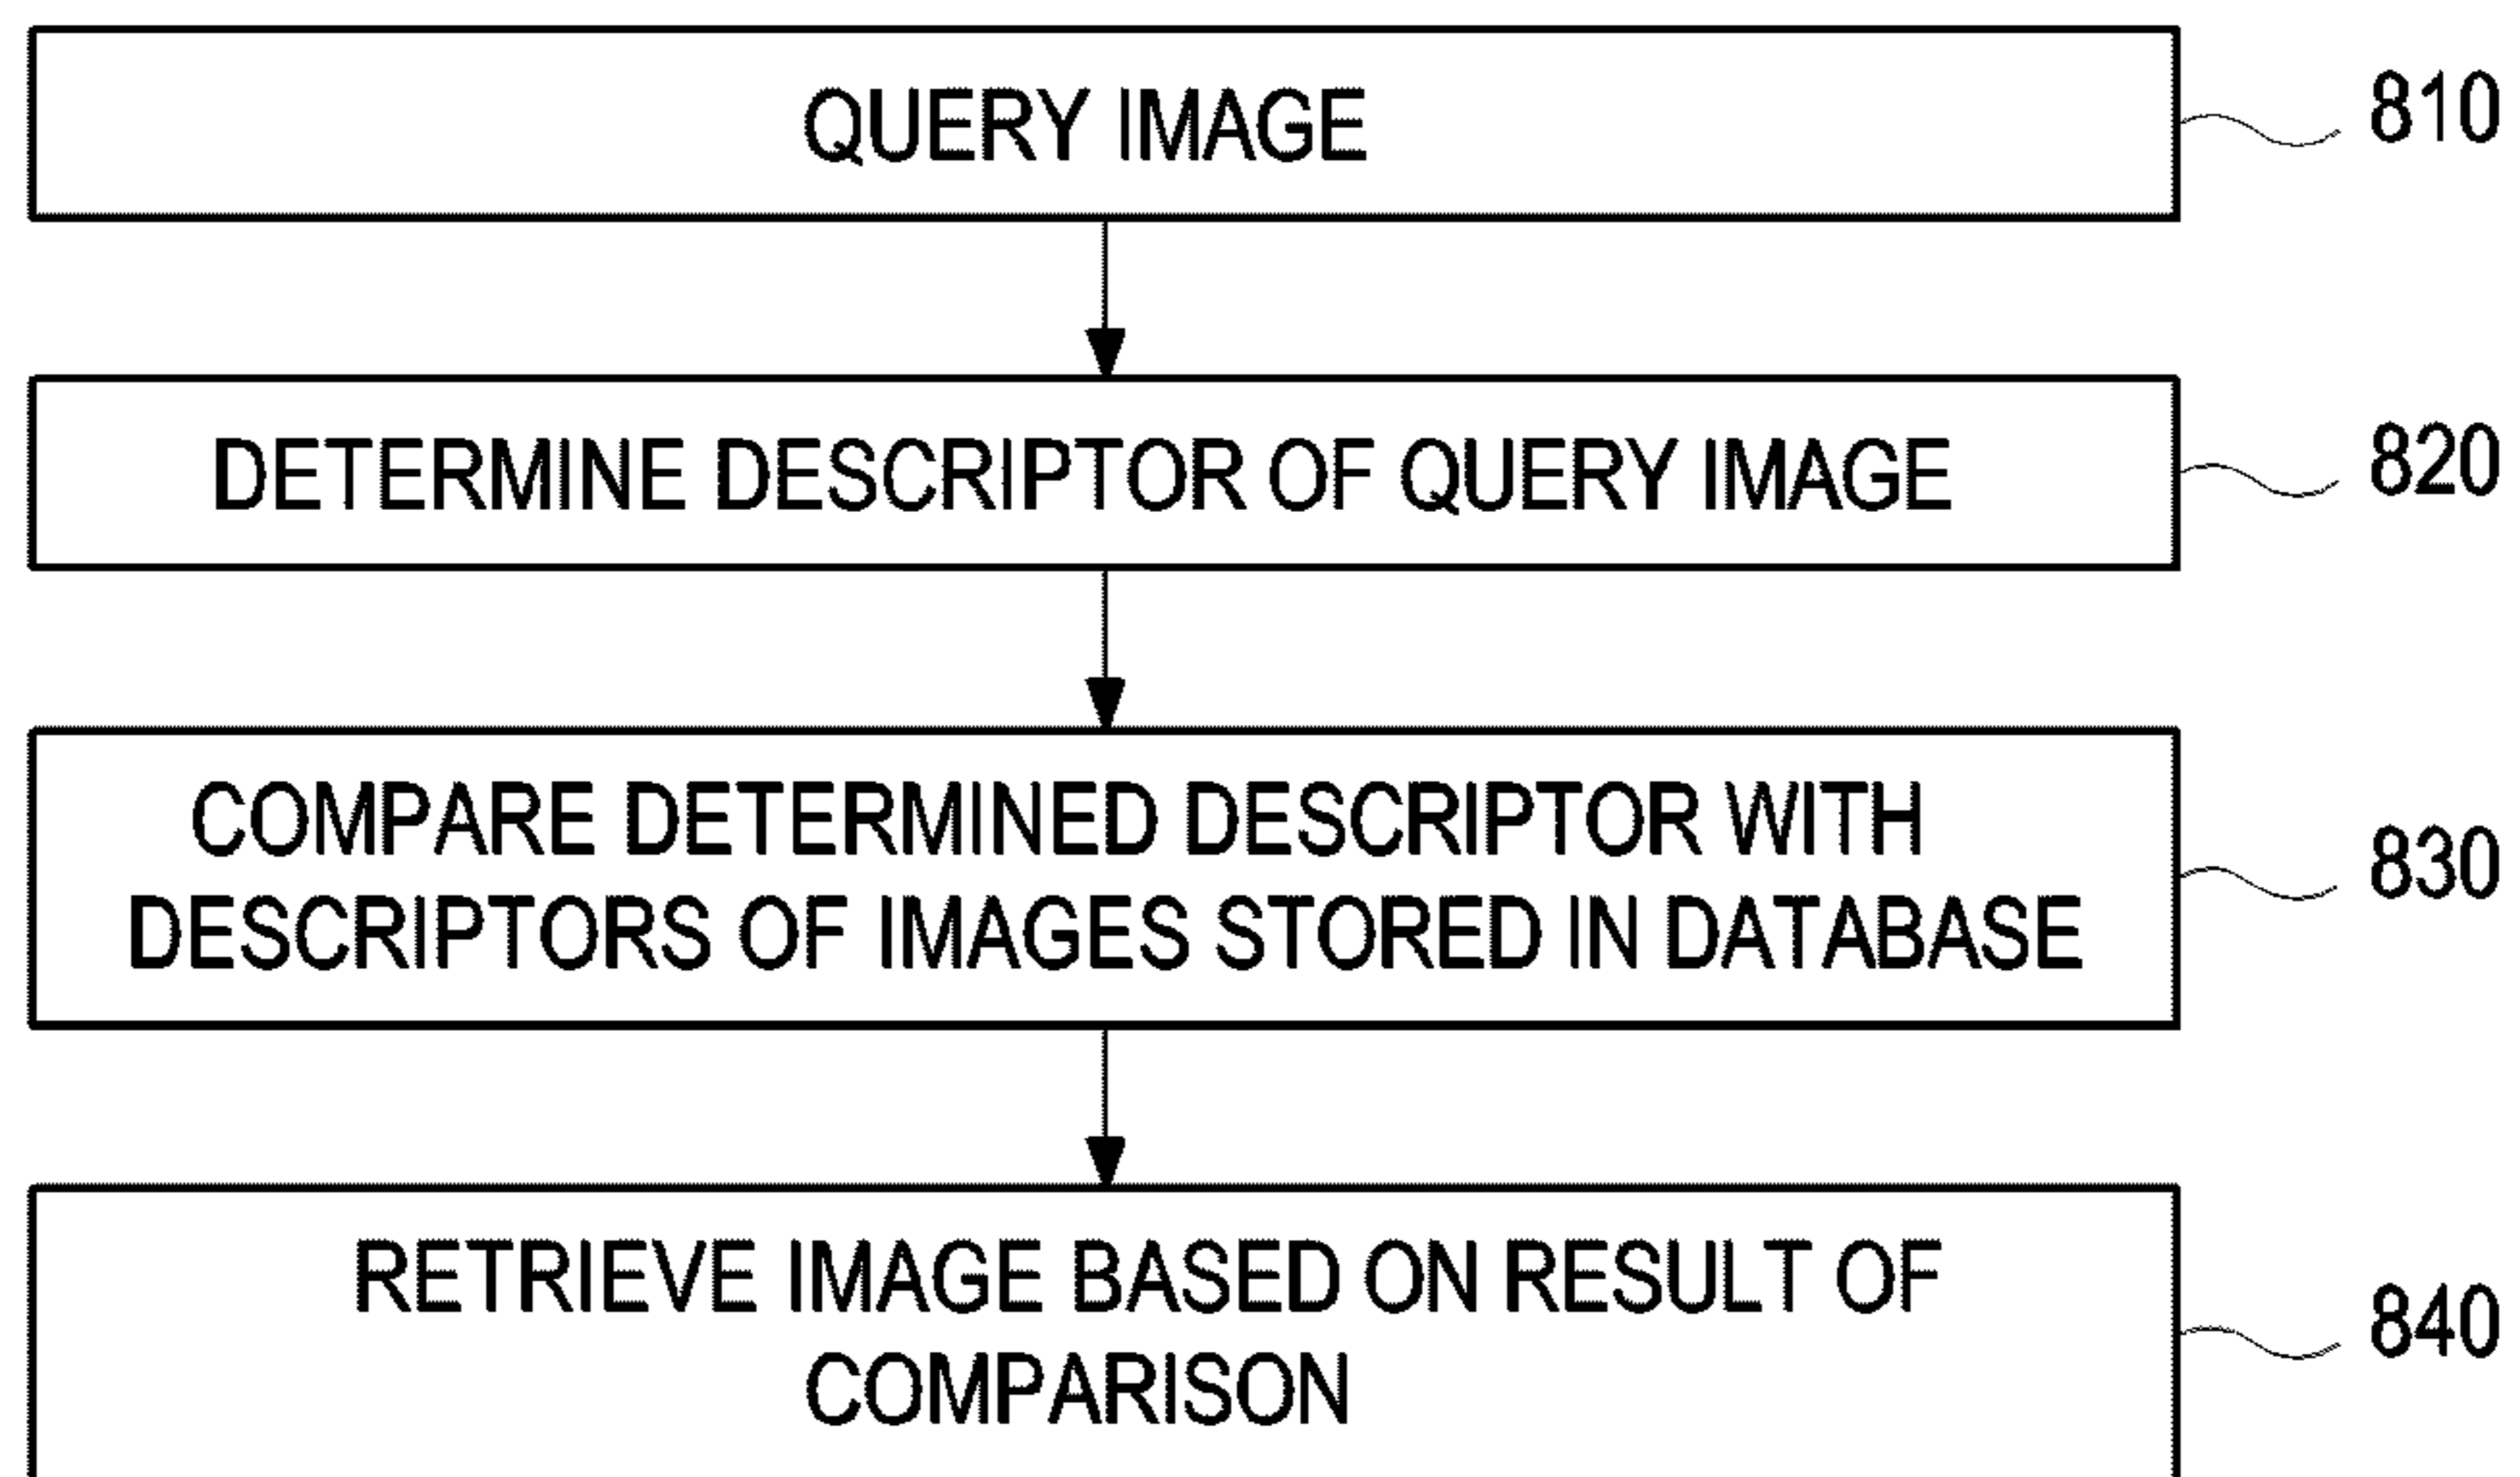 QUERY IMAGE
810
DETERMINE DESCRIPTOR OF QUERY IMAGE
820
COMPARE DETERMINED DESCRIPTOR WITH
DESCRIPTORS OF IMAGES STORED IN DATABASE
830
RETRIEVE IMAGE BASED ON RESULT OF
COMPARISON
840